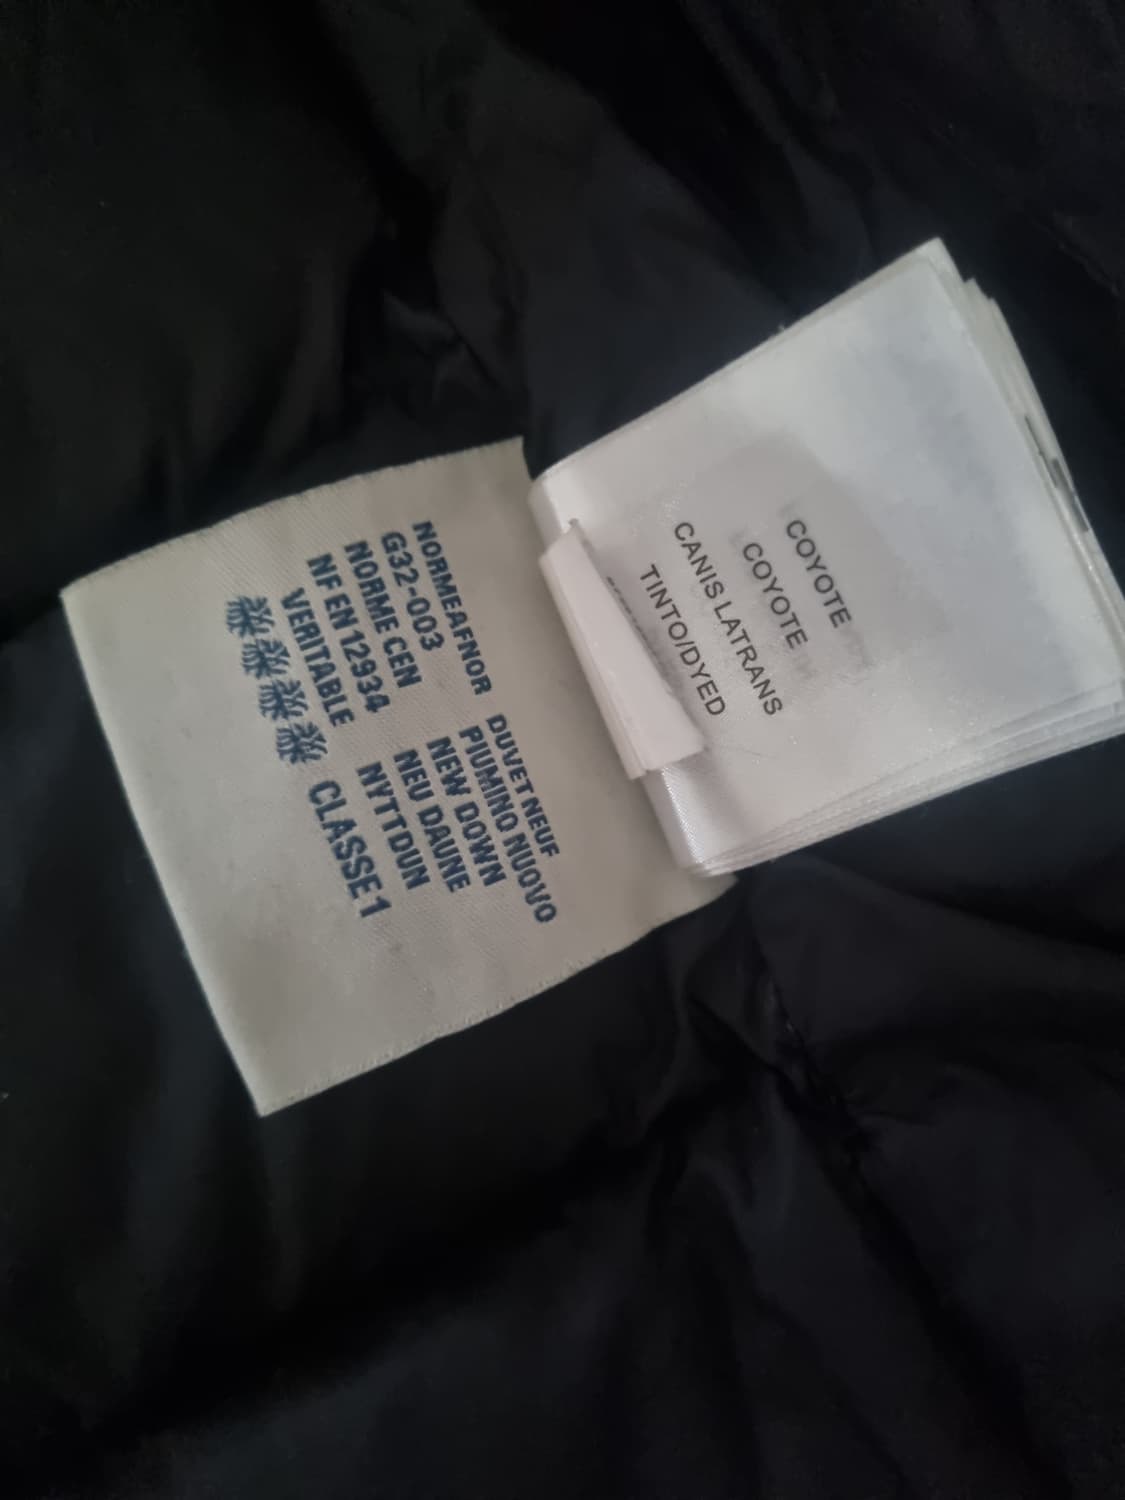 NORMEAFNOR
G32-003
NORME CEN
NF EN 12934
VERITABLE
DUVET NEUF
PIUMINO NUOVO
NEW DOWN
NEU DAUNE
NYTTDUN
CLASSE1
COYOTE
COYOTE
CANIS LATRANS
TINTO/DYED